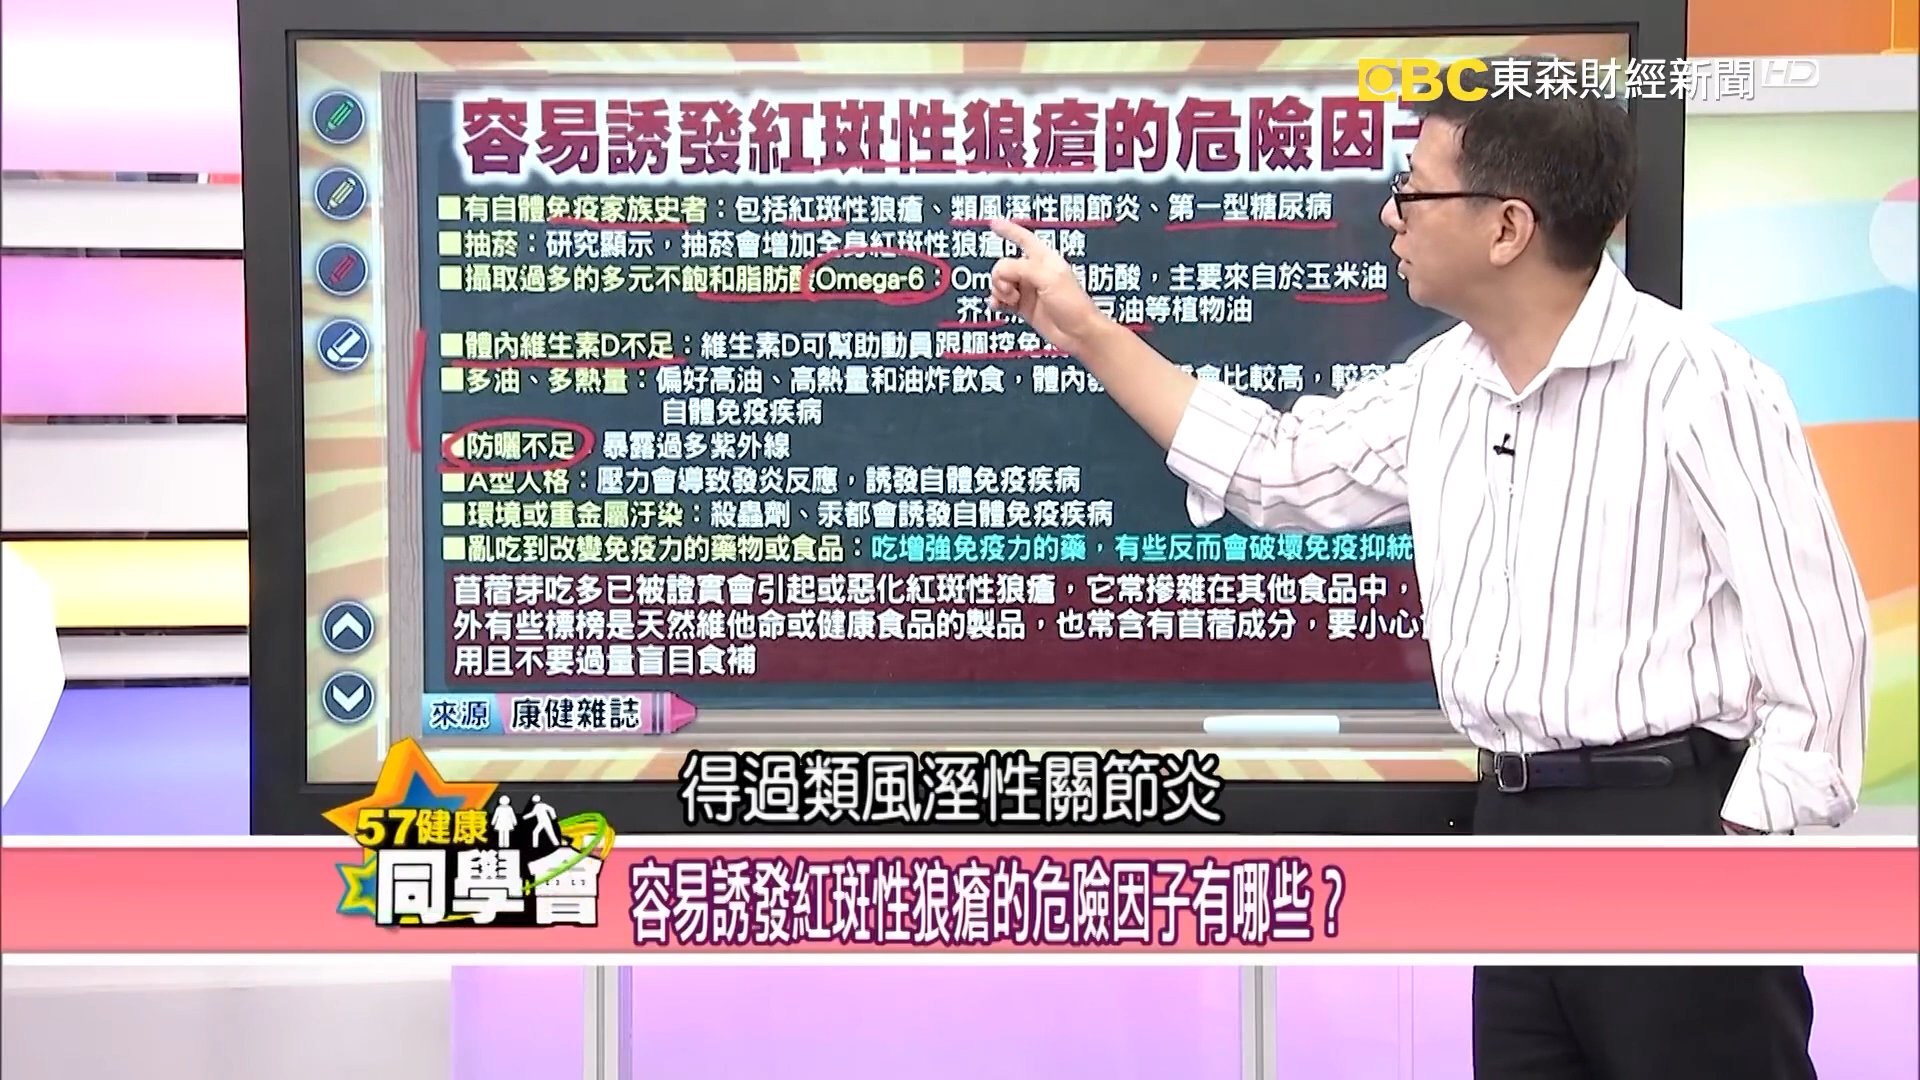 EBC 東森財經新聞 HD
容易誘發紅斑性狼瘡的危險因
■有自體免疫家族史者：包括紅斑性狼瘡、類風溼性關節炎、第一型糖尿病
■抽菸：研究顯示，抽菸會增加全身紅斑性狼瘡的風險
■攝取過多的多元不飽和脂肪酸Omega-6：Om 脂肪酸，主要來自於玉米油
芥花 豆油等植物油
■體內維生素D不足：維生素D可幫助動員跟調控免疫
■多油、多熱量：偏好高油、高熱量和油炸飲食，體內發 會比較高，較容
自體免疫疾病
■防曬不足 暴露過多紫外線
■A型人格：壓力會導致發炎反應，誘發自體免疫疾病
■環境或重金屬汙染：殺蟲劑、汞都會誘發自體免疫疾病
■亂吃到改變免疫力的藥物或食品：吃增強免疫力的藥，有些反而會破壞免疫抑統
苜蓿芽吃多已被證實會引起或惡化紅斑性狼瘡，它常摻雜在其他食品中，
外有些標榜是天然維他命或健康食品的製品，也常含有苜蓿成分，要小心
用且不要過量盲目食補
來源 康健雜誌
得過類風溼性關節炎
57健康
同學會
容易誘發紅斑性狼瘡的危險因子有哪些？